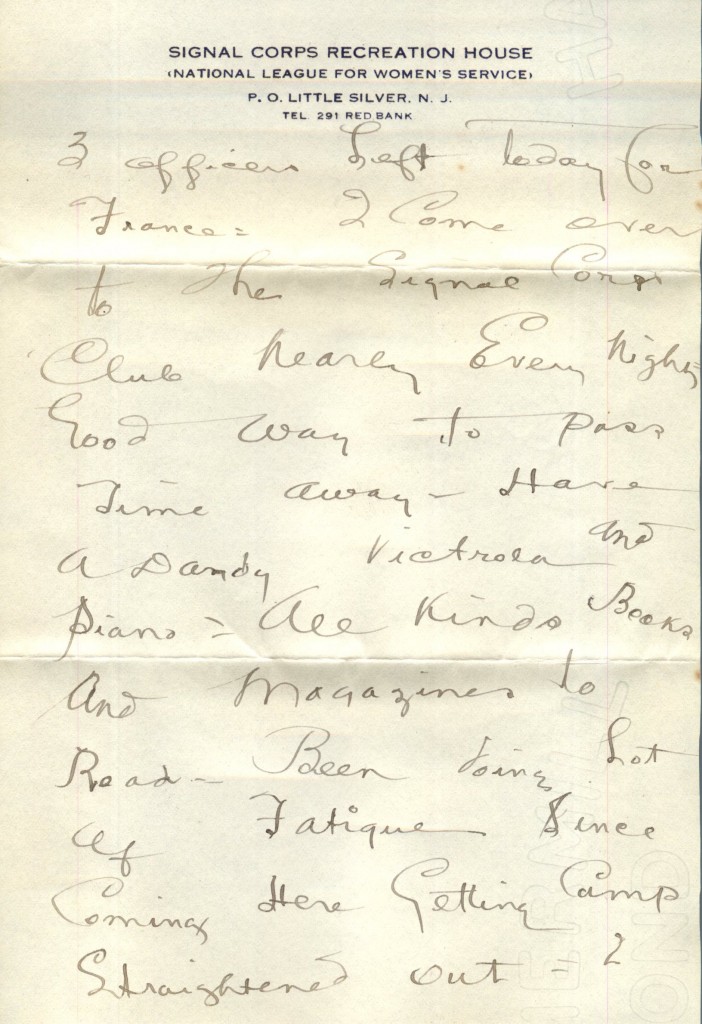 SIGNAL CORPS RECREATION HOUSE
(NATIONAL LEAGUE FOR WOMEN'S SERVICE)
P. O. LITTLE SILVER, N. J.
TEL. 291 RED BANK
3 officers Left Today for
France = I Come over
to The Signal Corps
Club Nearly Every Night
Good way to pass
Time away - Have
a Dandy Victrola And
piano = All Kinds Books
And Magazines to
Read - Been doing Lot
of Fatigue Since
Coming Here Getting Camp
Straightened out = I